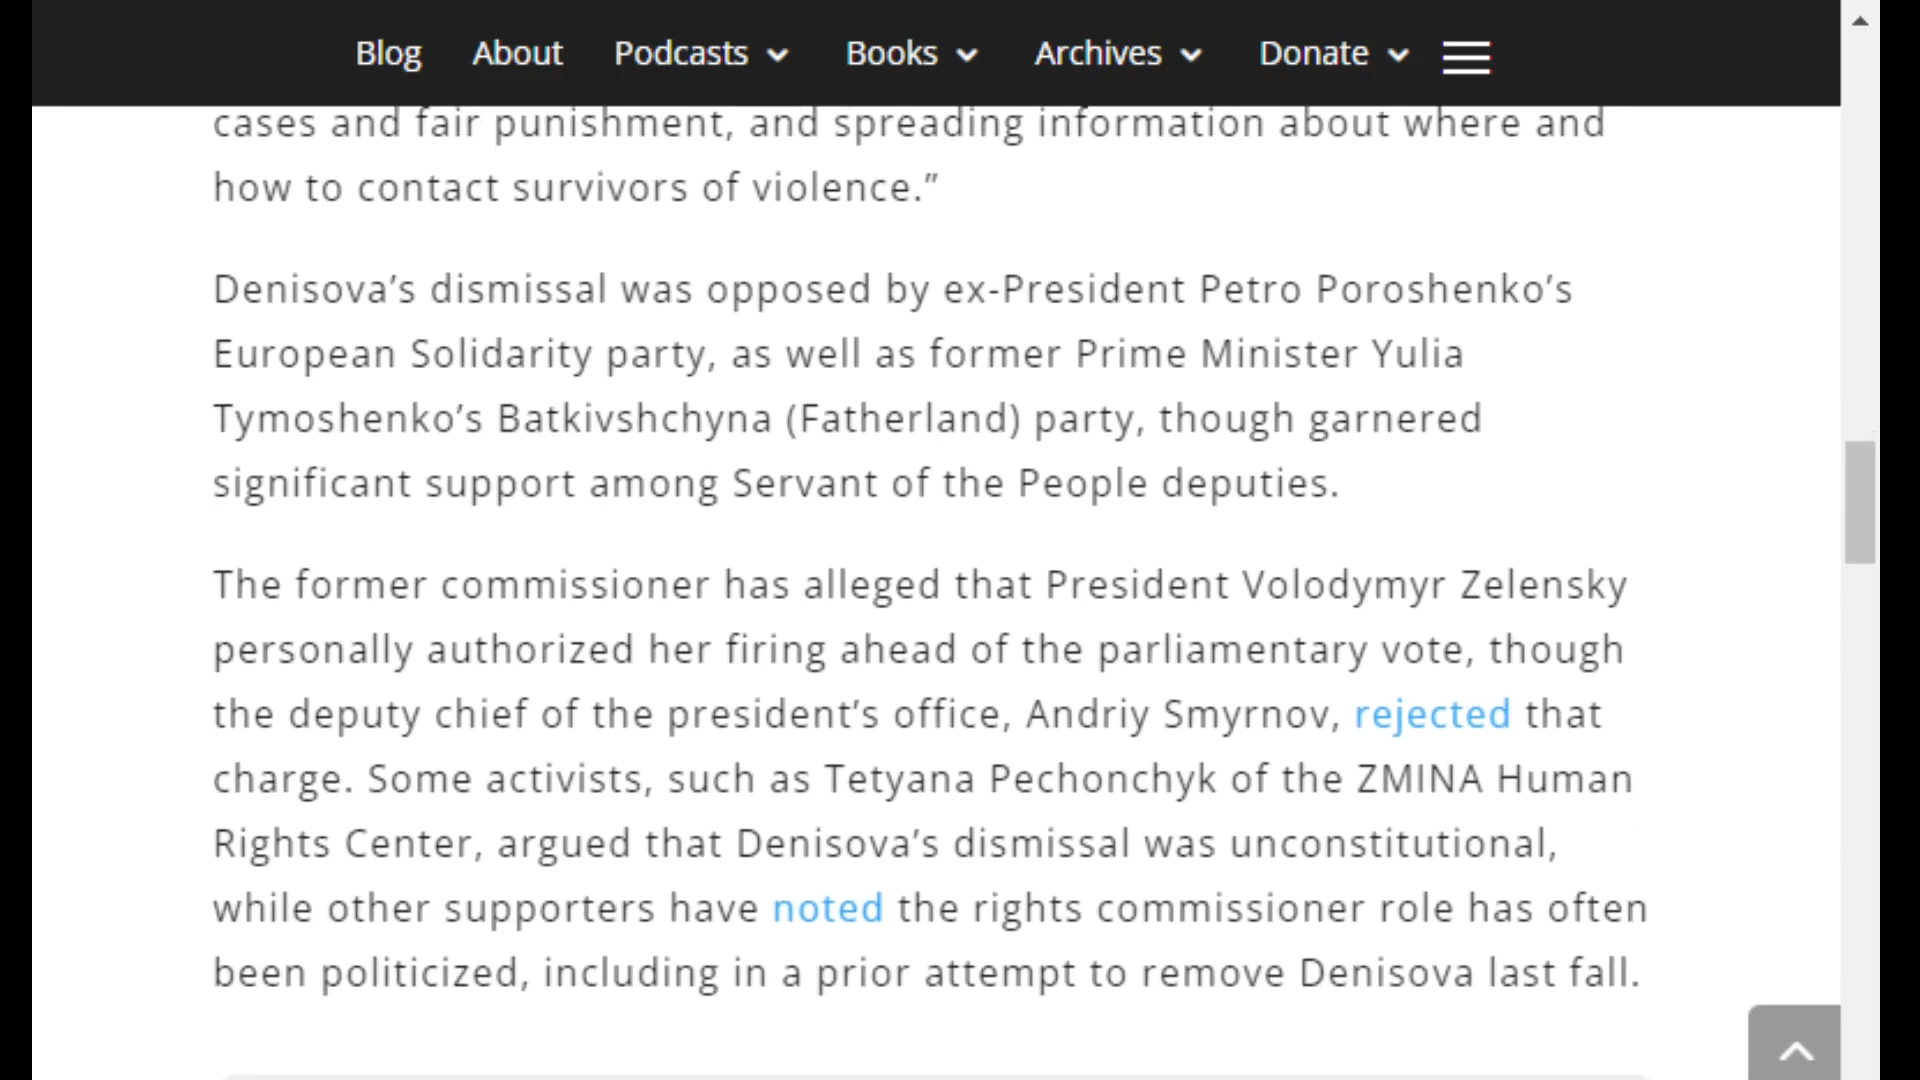 Blog About Podcasts Books Archives Donate
cases and fair punishment, and spreading information about where and
how to contact survivors of violence.”
Denisova’s dismissal was opposed by ex-President Petro Poroshenko’s
European Solidarity party, as well as former Prime Minister Yulia
Tymoshenko’s Batkivshchyna (Fatherland) party, though garnered
significant support among Servant of the People deputies.
The former commissioner has alleged that President Volodymyr Zelensky
personally authorized her firing ahead of the parliamentary vote, though
the deputy chief of the president’s office, Andriy Smyrnov, rejected that
charge. Some activists, such as Tetyana Pechonchyk of the ZMINA Human
Rights Center, argued that Denisova’s dismissal was unconstitutional,
while other supporters have noted the rights commissioner role has often
been politicized, including in a prior attempt to remove Denisova last fall.